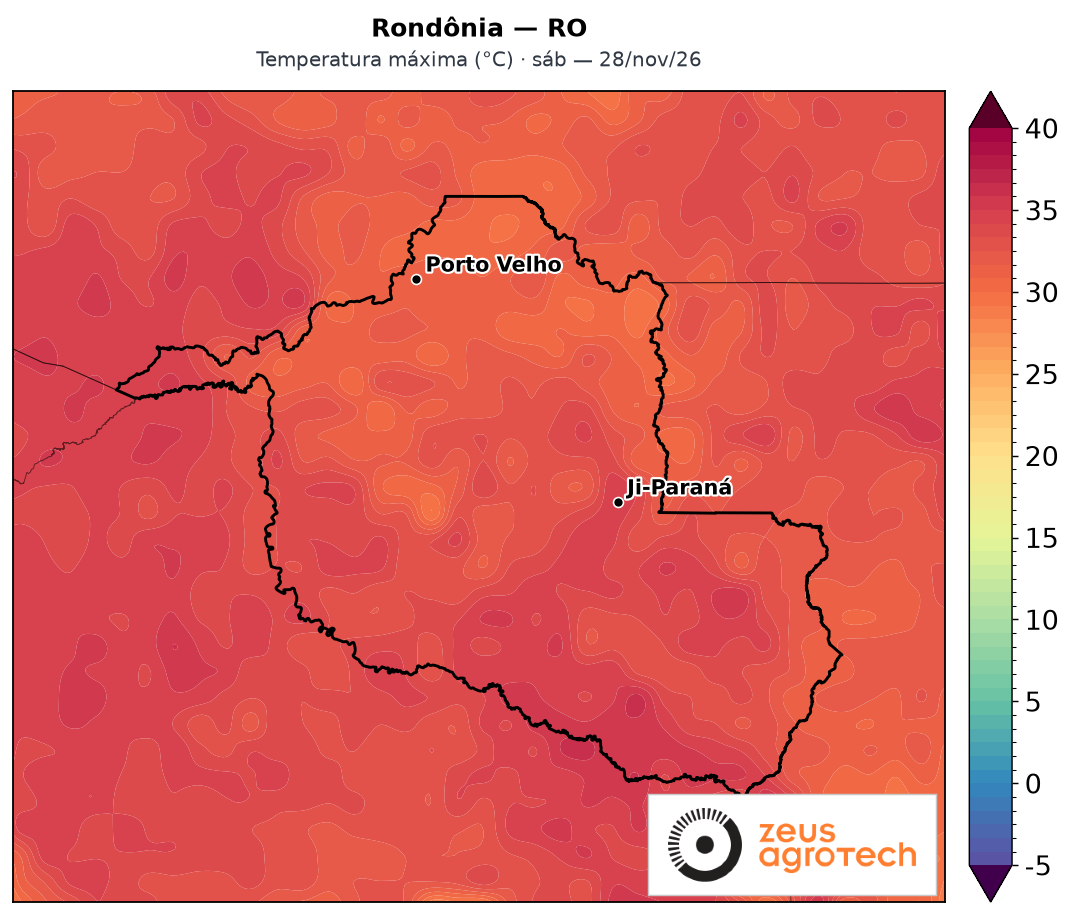 Rondônia — RO
Temperatura máxima (°C) · sáb — 28/nov/26
40
35
30
25
20
15
10
5
0
-5
Porto Velho
Ji-Paraná
zeus
agrotech